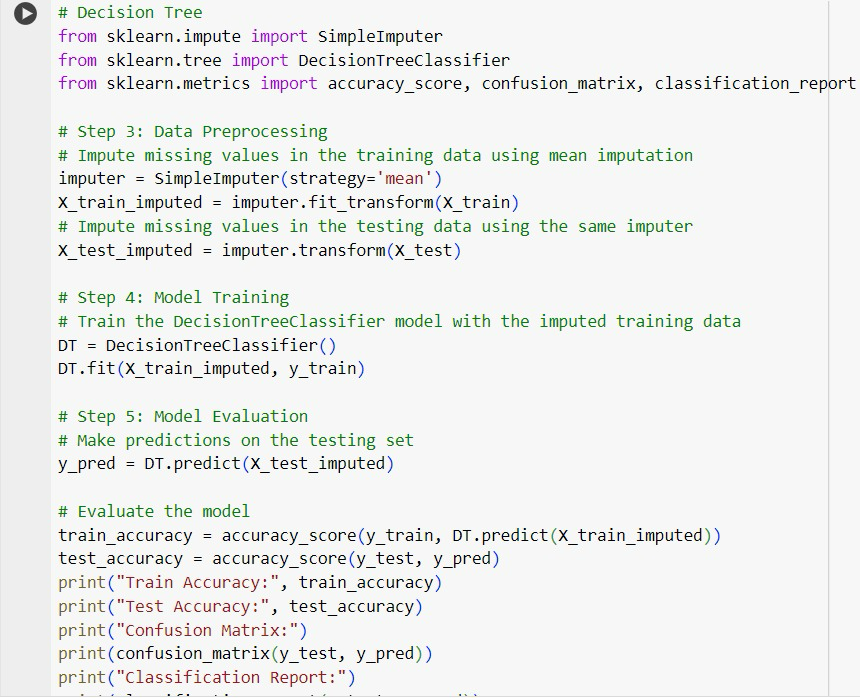 # Decision Tree
from sklearn.impute import SimpleImputer
from sklearn.tree import DecisionTreeClassifier
from sklearn.metrics import accuracy_score, confusion_matrix, classification_report

# Step 3: Data Preprocessing
# Impute missing values in the training data using mean imputation
imputer = SimpleImputer(strategy='mean')
X_train_imputed = imputer.fit_transform(X_train)
# Impute missing values in the testing data using the same imputer
X_test_imputed = imputer.transform(X_test)

# Step 4: Model Training
# Train the DecisionTreeClassifier model with the imputed training data
DT = DecisionTreeClassifier()
DT.fit(X_train_imputed, y_train)

# Step 5: Model Evaluation
# Make predictions on the testing set
y_pred = DT.predict(X_test_imputed)

# Evaluate the model
train_accuracy = accuracy_score(y_train, DT.predict(X_train_imputed))
test_accuracy = accuracy_score(y_test, y_pred)
print("Train Accuracy:", train_accuracy)
print("Test Accuracy:", test_accuracy)
print("Confusion Matrix:")
print(confusion_matrix(y_test, y_pred))
print("Classification Report:")